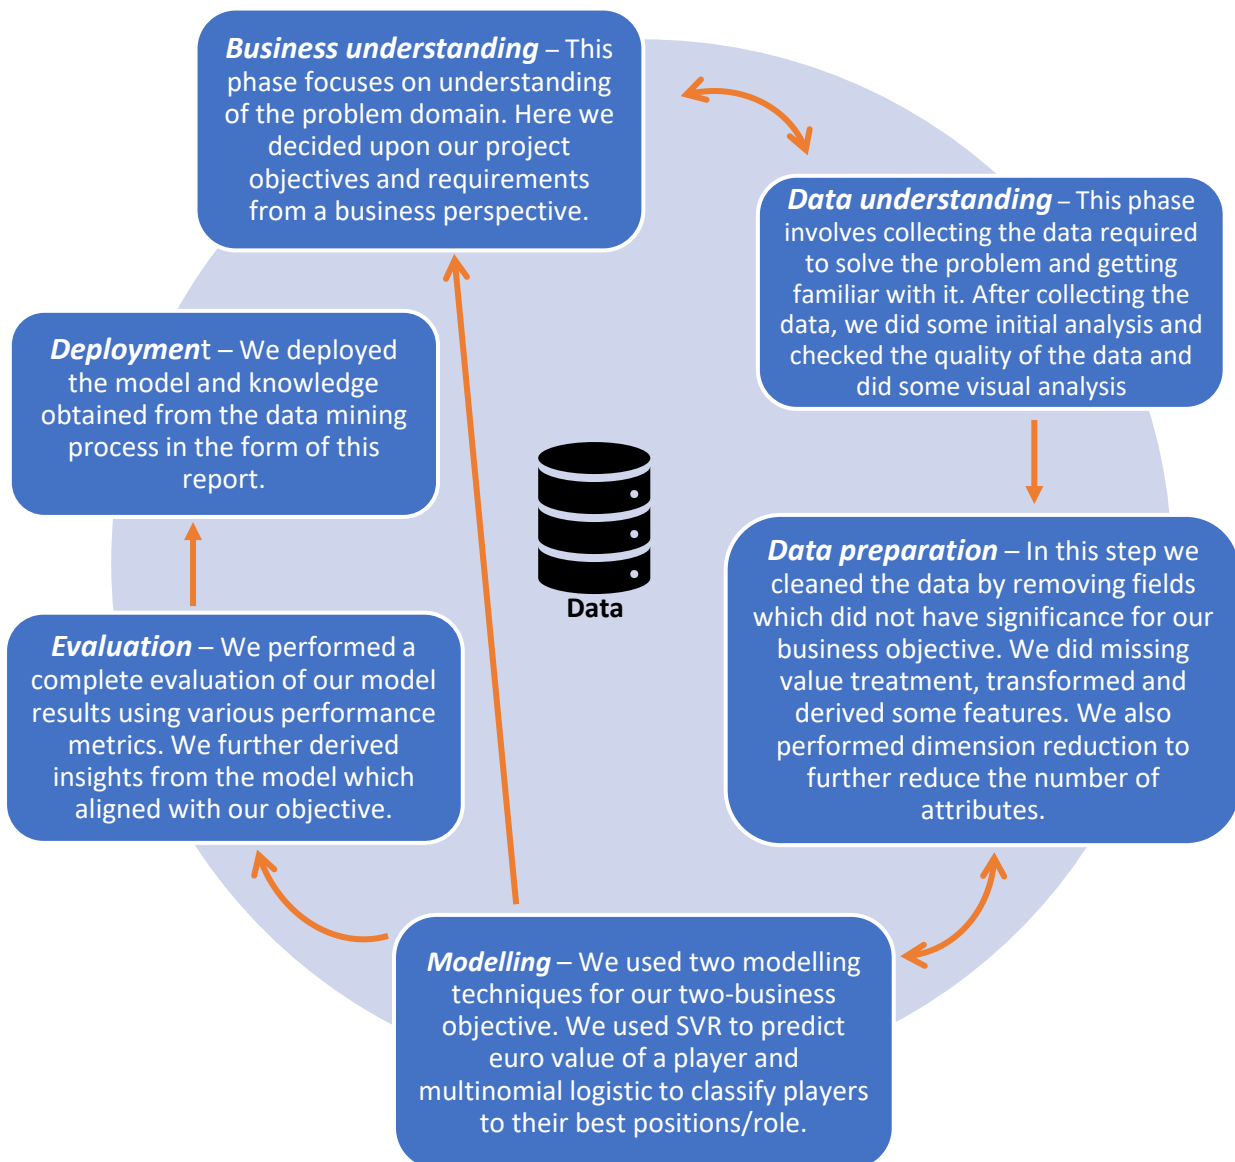 Business understanding – This
phase focuses on understanding
of the problem domain. Here we
decided upon our project
objectives and requirements
from a business perspective.
Data understanding – This phase
involves collecting the data required
to solve the problem and getting
familiar with it. After collecting the
data, we did some initial analysis and
checked the quality of the data and
did some visual analysis
Data preparation – In this step we
cleaned the data by removing fields
which did not have significance for our
business objective. We did missing
value treatment, transformed and
derived some features. We also
performed dimension reduction to
further reduce the number of
attributes.
Modelling – We used two modelling
techniques for our two-business
objective. We used SVR to predict
euro value of a player and
multinomial logistic to classify players
to their best positions/role.
Evaluation – We performed a
complete evaluation of our model
results using various performance
metrics. We further derived
insights from the model which
aligned with our objective.
Deployment – We deployed
the model and knowledge
obtained from the data mining
process in the form of this
report.
Data